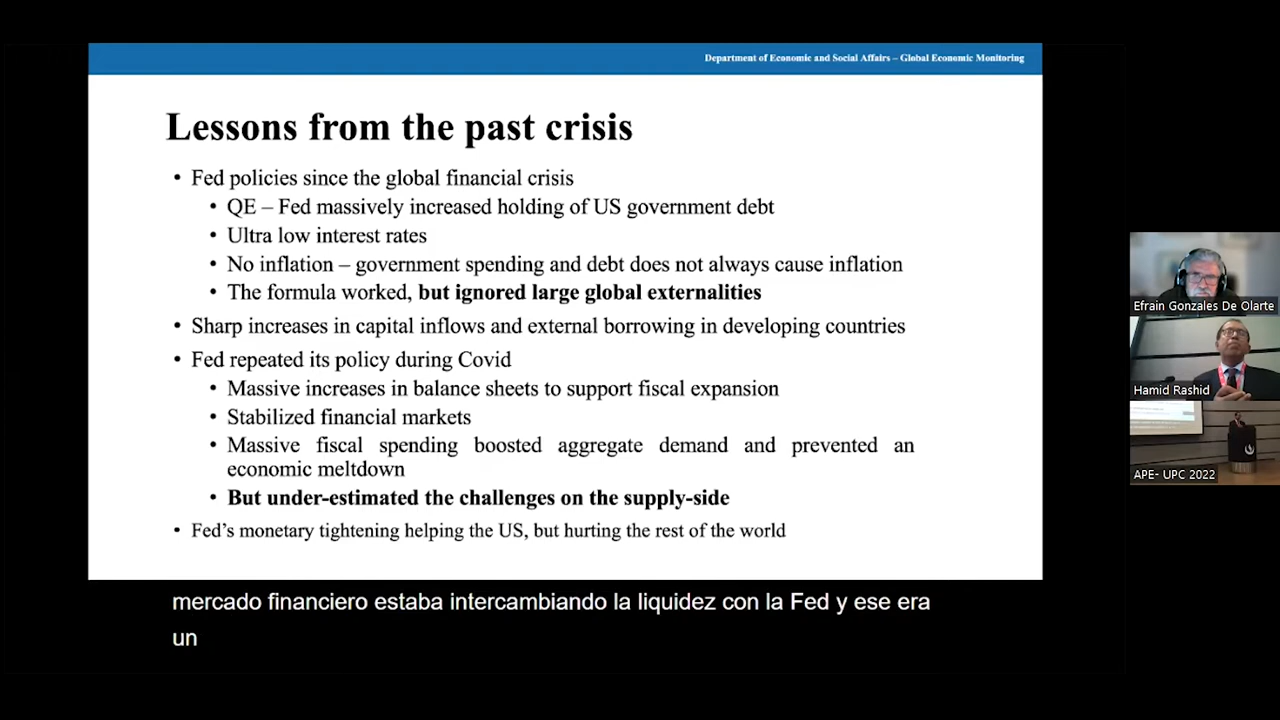 Department of Economic and Social Affairs – Global Economic Monitoring
Lessons from the past crisis
• Fed policies since the global financial crisis
• QE – Fed massively increased holding of US government debt
• Ultra low interest rates
• No inflation – government spending and debt does not always cause inflation
• The formula worked, but ignored large global externalities
• Sharp increases in capital inflows and external borrowing in developing countries
• Fed repeated its policy during Covid
• Massive increases in balance sheets to support fiscal expansion
• Stabilized financial markets
• Massive fiscal spending boosted aggregate demand and prevented an
economic meltdown
• But under-estimated the challenges on the supply-side
• Fed’s monetary tightening helping the US, but hurting the rest of the world
mercado financiero estaba intercambiando la liquidez con la Fed y ese era
un
Efrain Gonzales De Olarte
Hamid Rashid
APE- UPC 2022